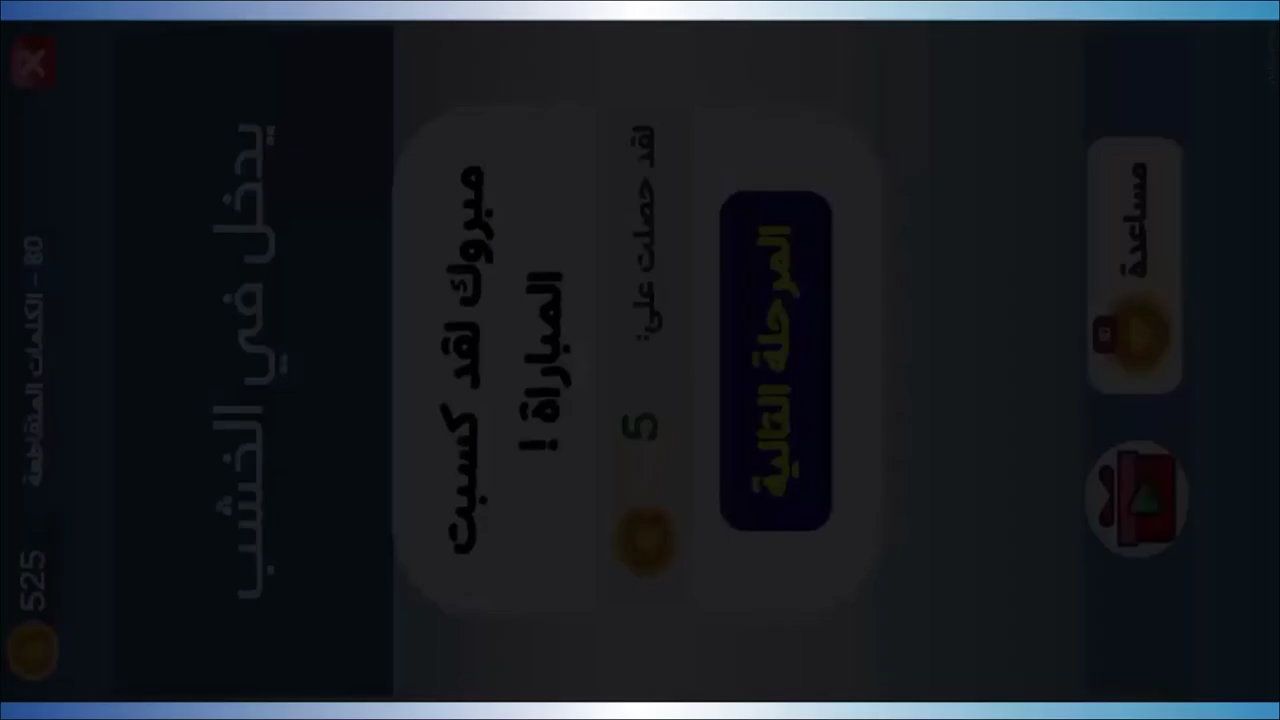 525
80 - الكلمات المتقاطعة
يدخل في الخشب
مبروك لقد كسبت
المباراة !
لقد حصلت على:
5
المرحلة التالية
مساعدة